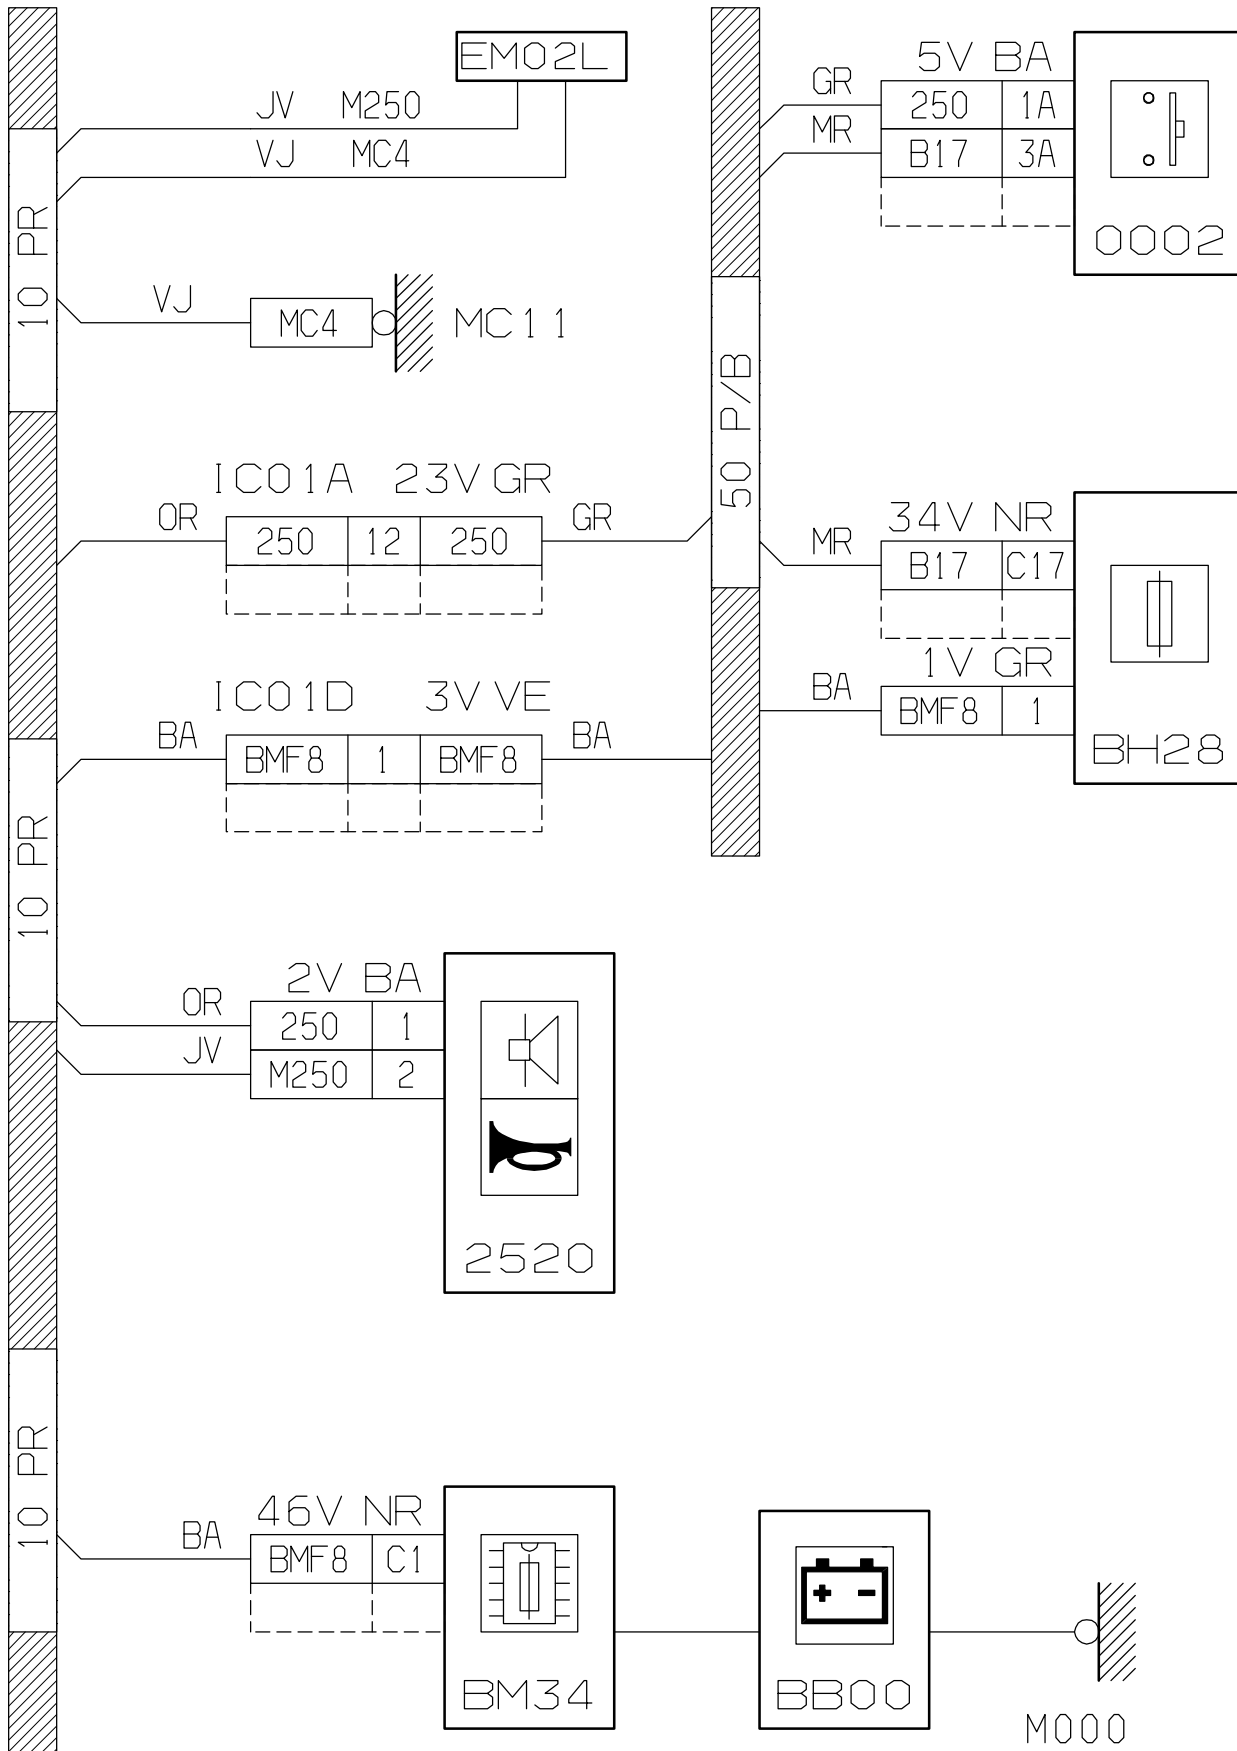 EM02L
JV M250
VJ MC4
10 PR
VJ
MC4
MC11
IC01A 23V GR
OR
250 12 250
GR
IC01D 3V VE
BA
BMF8 1 BMF8
BA
10 PR
2V BA
OR
250 1
JV
M250 2
2520
10 PR
46V NR
BA
BMF8 C1
BM34
BB00
M000
50 P/B
5V BA
GR
250 1A
MR
B17 3A
0002
34V NR
MR
B17 C17
1V GR
BA
BMF8 1
BH28